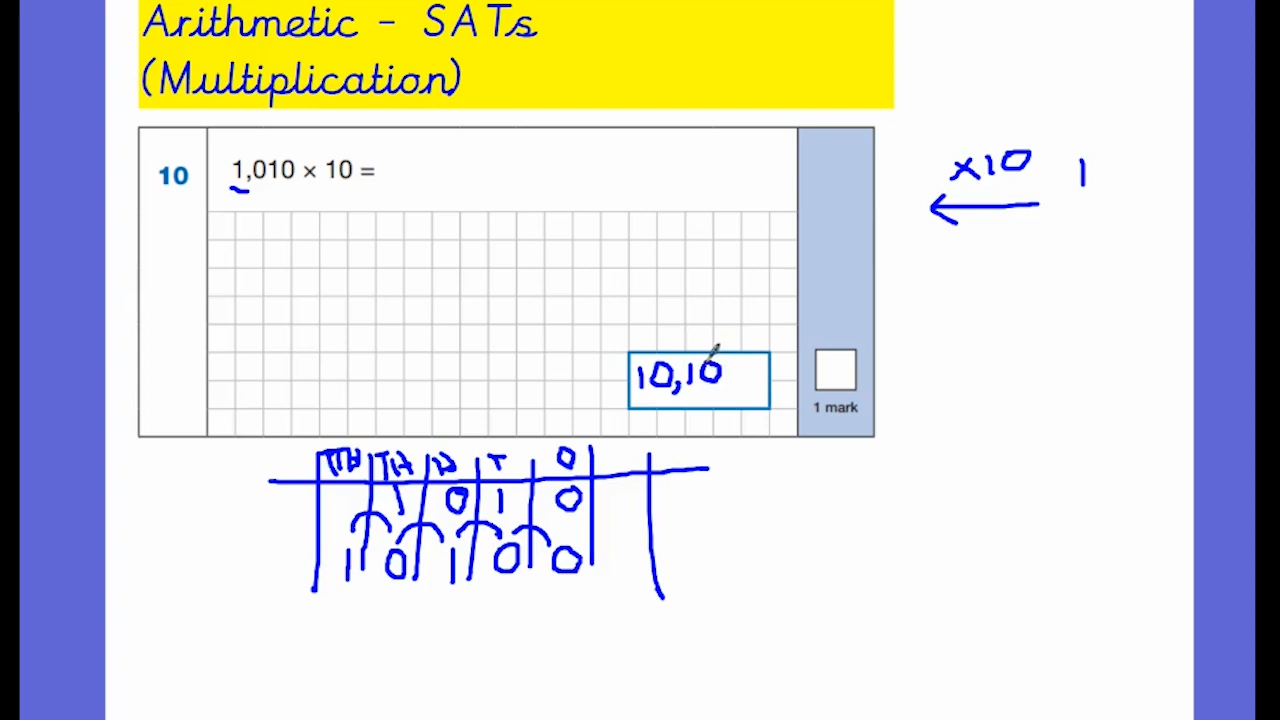 Arithmetic - SATs
(Multiplication)
10
1,010 × 10 =
×10 1
10,10
1 mark
TTH TH H T O
1 0 1 0
1 0 1 0 0